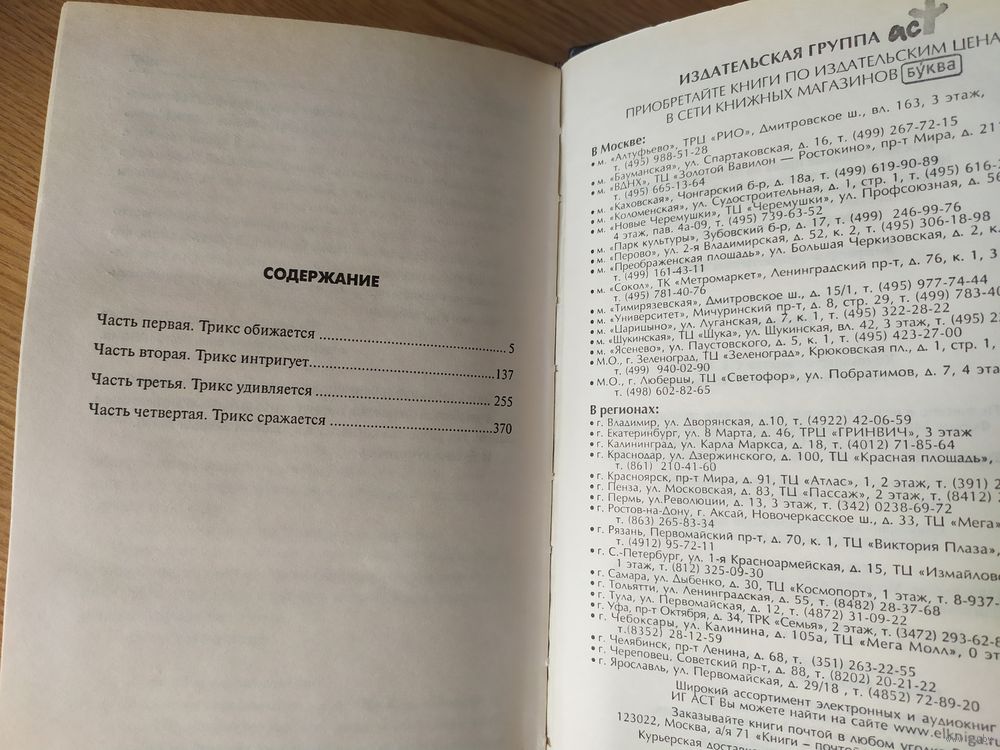 СОДЕРЖАНИЕ
Часть первая. Трикс обижается ........ 5
Часть вторая. Трикс интригует........ 137
Часть третья. Трикс удивляется ........ 255
Часть четвертая. Трикс сражается ........ 370
ИЗДАТЕЛЬСКАЯ ГРУППА аст
ПРИОБРЕТАЙТЕ КНИГИ ПО ИЗДАТЕЛЬСКИМ ЦЕНА
В СЕТИ КНИЖНЫХ МАГАЗИНОВ буква
В Москве:
• м. «Алтуфьево», ТРЦ «РИО», Дмитровское ш., вл. 163, 3 этаж,
т. (495) 988-51-28
• м. «Бауманская», ул. Спартаковская, д. 16, т. (499) 267-72-15
• м. «ВДНХ», ТЦ «Золотой Вавилон — Ростокино», пр-т Мира, д. 211
т. (495) 665-13-64
• м. «Каховская», Чонгарский б-р, д. 18а, т. (499) 619-90-89
• м. «Коломенская», ул. Судостроительная, д. 1, стр. 1, т. (495) 616-2
• м. «Новые Черемушки», ТЦ «Черемушки», ул. Профсоюзная, д. 56
4 этаж, пав. 4а-09, т. (495) 739-63-52
• м. «Парк культуры», Зубовский б-р, д. 17, т. (499) 246-99-76
• м. «Перово», ул. 2-я Владимирская, д. 52, к. 2, т. (495) 306-18-98
• м. «Преображенская площадь», ул. Большая Черкизовская, д. 2, к.
т. (499) 161-43-11
• м. «Сокол», ТК «Метромаркет», Ленинградский пр-т, д. 76, к. 1, 3
т. (495) 781-40-76
• м. «Тимирязевская», Дмитровское ш., д. 15/1, т. (495) 977-74-44
• м. «Университет», Мичуринский пр-т, д. 8, стр. 29, т. (499) 783-40
• м. «Царицыно», ул. Луганская, д. 7, к. 1, т. (495) 322-28-22
• м. «Щукинская», ТЦ «Щука», ул. Щукинская, вл. 42, 3 этаж, т. (495) 2
• м. «Ясенево», ул. Паустовского, д. 5, к. 1, т. (495) 423-27-00
• М.О., г. Зеленоград, ТЦ «Зеленоград», Крюковская пл., д. 1, стр. 1,
т. (499) 940-02-90
• М.О., г. Люберцы, ТЦ «Светофор», ул. Побратимов, д. 7, 4 этаж
т. (498) 602-82-65
В регионах:
• г. Владимир, ул. Дворянская, д.10, т. (4922) 42-06-59
• г. Екатеринбург, ул. 8 Марта, д. 46, ТРЦ «ГРИНВИЧ», 3 этаж
• г. Калининград, ул. Карла Маркса, д. 18, т. (4012) 71-85-64
• г. Краснодар, ул. Дзержинского, д. 100, ТЦ «Красная площадь»,
т. (861) 210-41-60
• г. Красноярск, пр-т Мира, д. 91, ТЦ «Атлас», 1, 2 этаж, т. (391) 2
• г. Пенза, ул. Московская, д. 83, ТЦ «Пассаж», 2 этаж, т. (8412) 2
• г. Пермь, ул.Революции, д. 13, 3 этаж, т. (342) 0238-69-72
• г. Ростов-на-Дону, г. Аксай, Новочеркасское ш., д. 33, ТЦ «Мега»
т. (863) 265-83-34
• г. Рязань, Первомайский пр-т, д. 70, к. 1, ТЦ «Виктория Плаза»,
т. (4912) 95-72-11
• г. С.-Петербург, ул. 1-я Красноармейская, д. 15, ТЦ «Измайлово
1 этаж, т. (812) 325-09-30
• г. Самара, ул. Дыбенко, д. 30, ТЦ «Космопорт», 1 этаж, т. 8-937-
• г. Тольятти, ул. Ленинградская, д. 55, т. (8482) 28-37-68
• г. Тула, ул. Первомайская, д. 12, т. (4872) 31-09-22
• г. Уфа, пр-т Октября, д. 34, ТРК «Семья», 2 этаж, т. (3472) 293-62-8
• г. Чебоксары, ул. Калинина, д. 105а, ТЦ «Мега Молл», 0 эт
т.(8352) 28-12-59
• г. Челябинск, пр-т Ленина, д. 68, т. (351) 263-22-55
• г. Череповец, Советский пр-т, д. 88, т. (8202) 20-21-22
• г. Ярославль, ул. Первомайская, д. 29/18 , т. (4852) 72-89-20
Широкий ассортимент электронных и аудиокниг
ИГ АСТ Вы можете найти на сайте www.elkniga.ru
Заказывайте книги почтой в любом уго
123022, Москва, а/я 71 «Книги – почтой
Курьерская достав